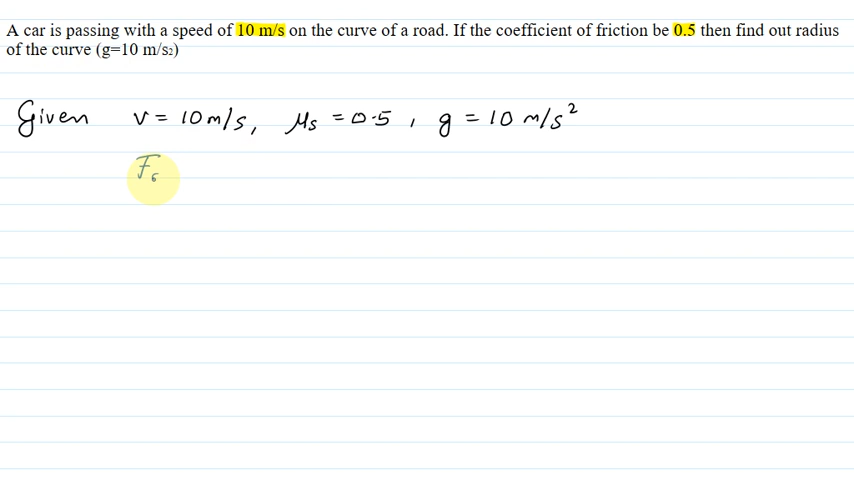 A car is passing with a speed of 10 m/s on the curve of a road. If the coefficient of friction be 0.5 then find out radius
of the curve (g=10 m/s2)
Given v = 10 m/s, μs = 0.5, g = 10 m/s²
F